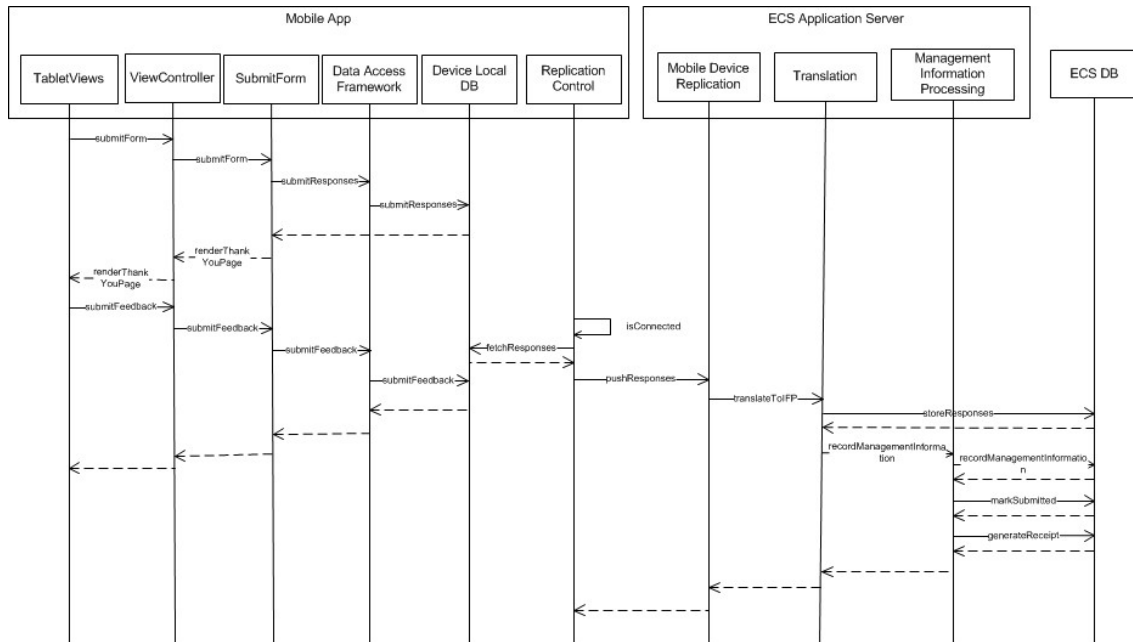 Mobile App
ECS Application Server
TabletViews
ViewController
SubmitForm
Data Access
Framework
Device Local
DB
Replication
Control
Mobile Device
Replication
Translation
Management
Information
Processing
ECS DB
submitForm
submitForm
submitResponses
submitResponses
renderThank
YouPage
renderThank
YouPage
submitFeedback
submitFeedback
isConnected
submitFeedback
fetchResponses
submitFeedback
pushResponses
translateToIFP
storeResponses
recordManagementInforma
tion
recordManagementInformatio
n
markSubmitted
generateReceipt